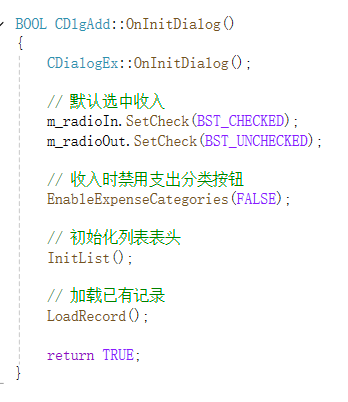 BOOL CDlgAdd::OnInitDialog()
{
    CDialogEx::OnInitDialog();

    // 默认选中收入
    m_radioIn.SetCheck(BST_CHECKED);
    m_radioOut.SetCheck(BST_UNCHECKED);

    // 收入时禁用支出分类按钮
    EnableExpenseCategories(FALSE);

    // 初始化列表表头
    InitList();

    // 加载已有记录
    LoadRecord();

    return TRUE;
}